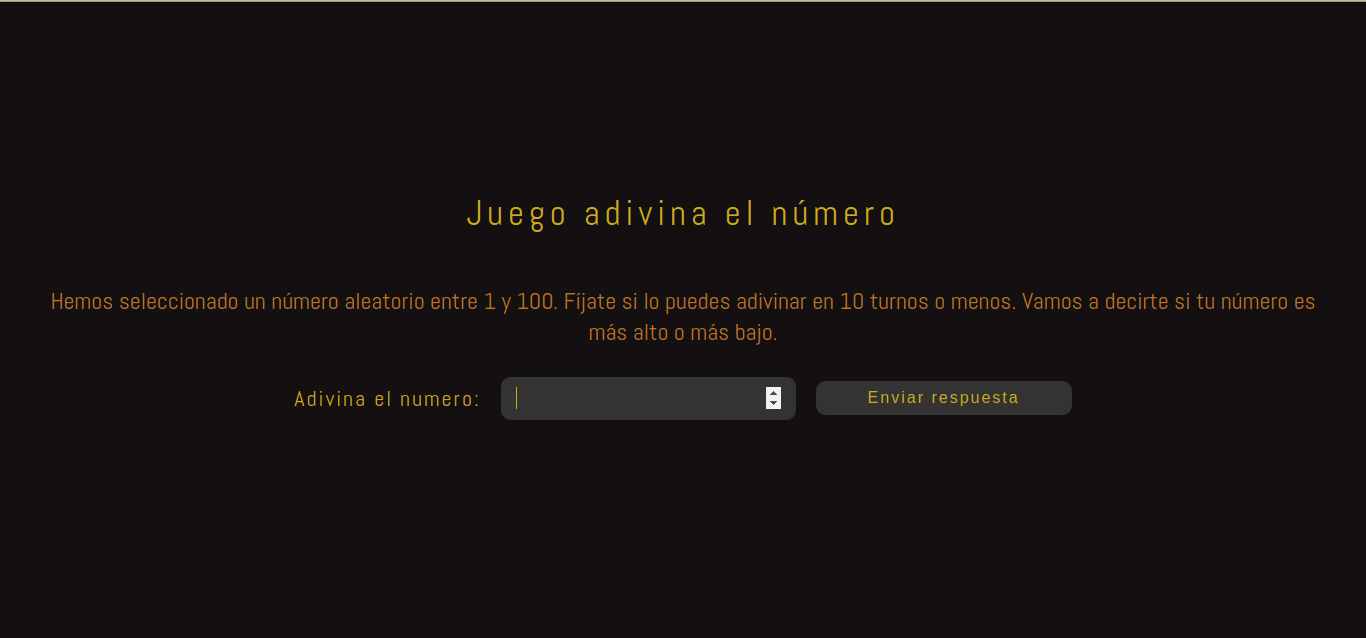 Juego adivina el número
Hemos seleccionado un número aleatorio entre 1 y 100. Fíjate si lo puedes adivinar en 10 turnos o menos. Vamos a decirte si tu número es
más alto o más bajo.
Adivina el numero:
Enviar respuesta